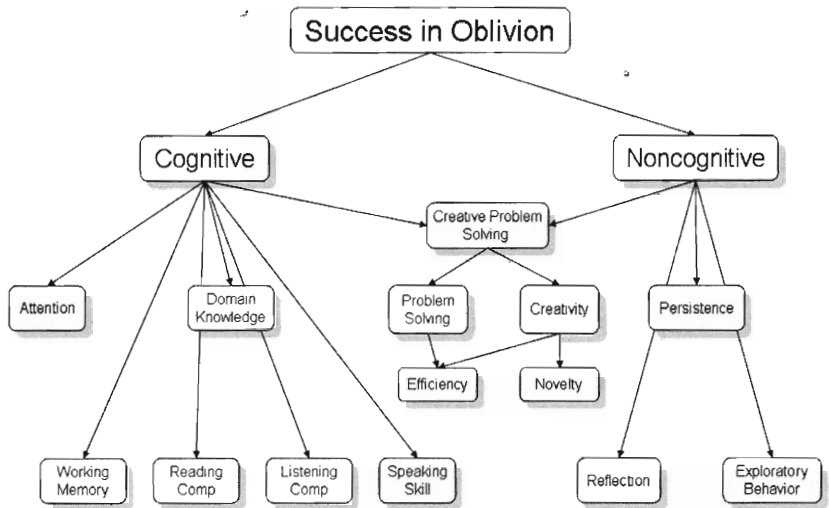 Success in Oblivion
Cognitive
Noncognitive
Creative Problem
Solving
Attention
Domain
Knowledge
Problem
Solving
Creativity
Persistence
Efficiency
Novelty
Working
Memory
Reading
Comp
Listening
Comp
Speaking
Skill
Reflection
Exploratory
Behavior